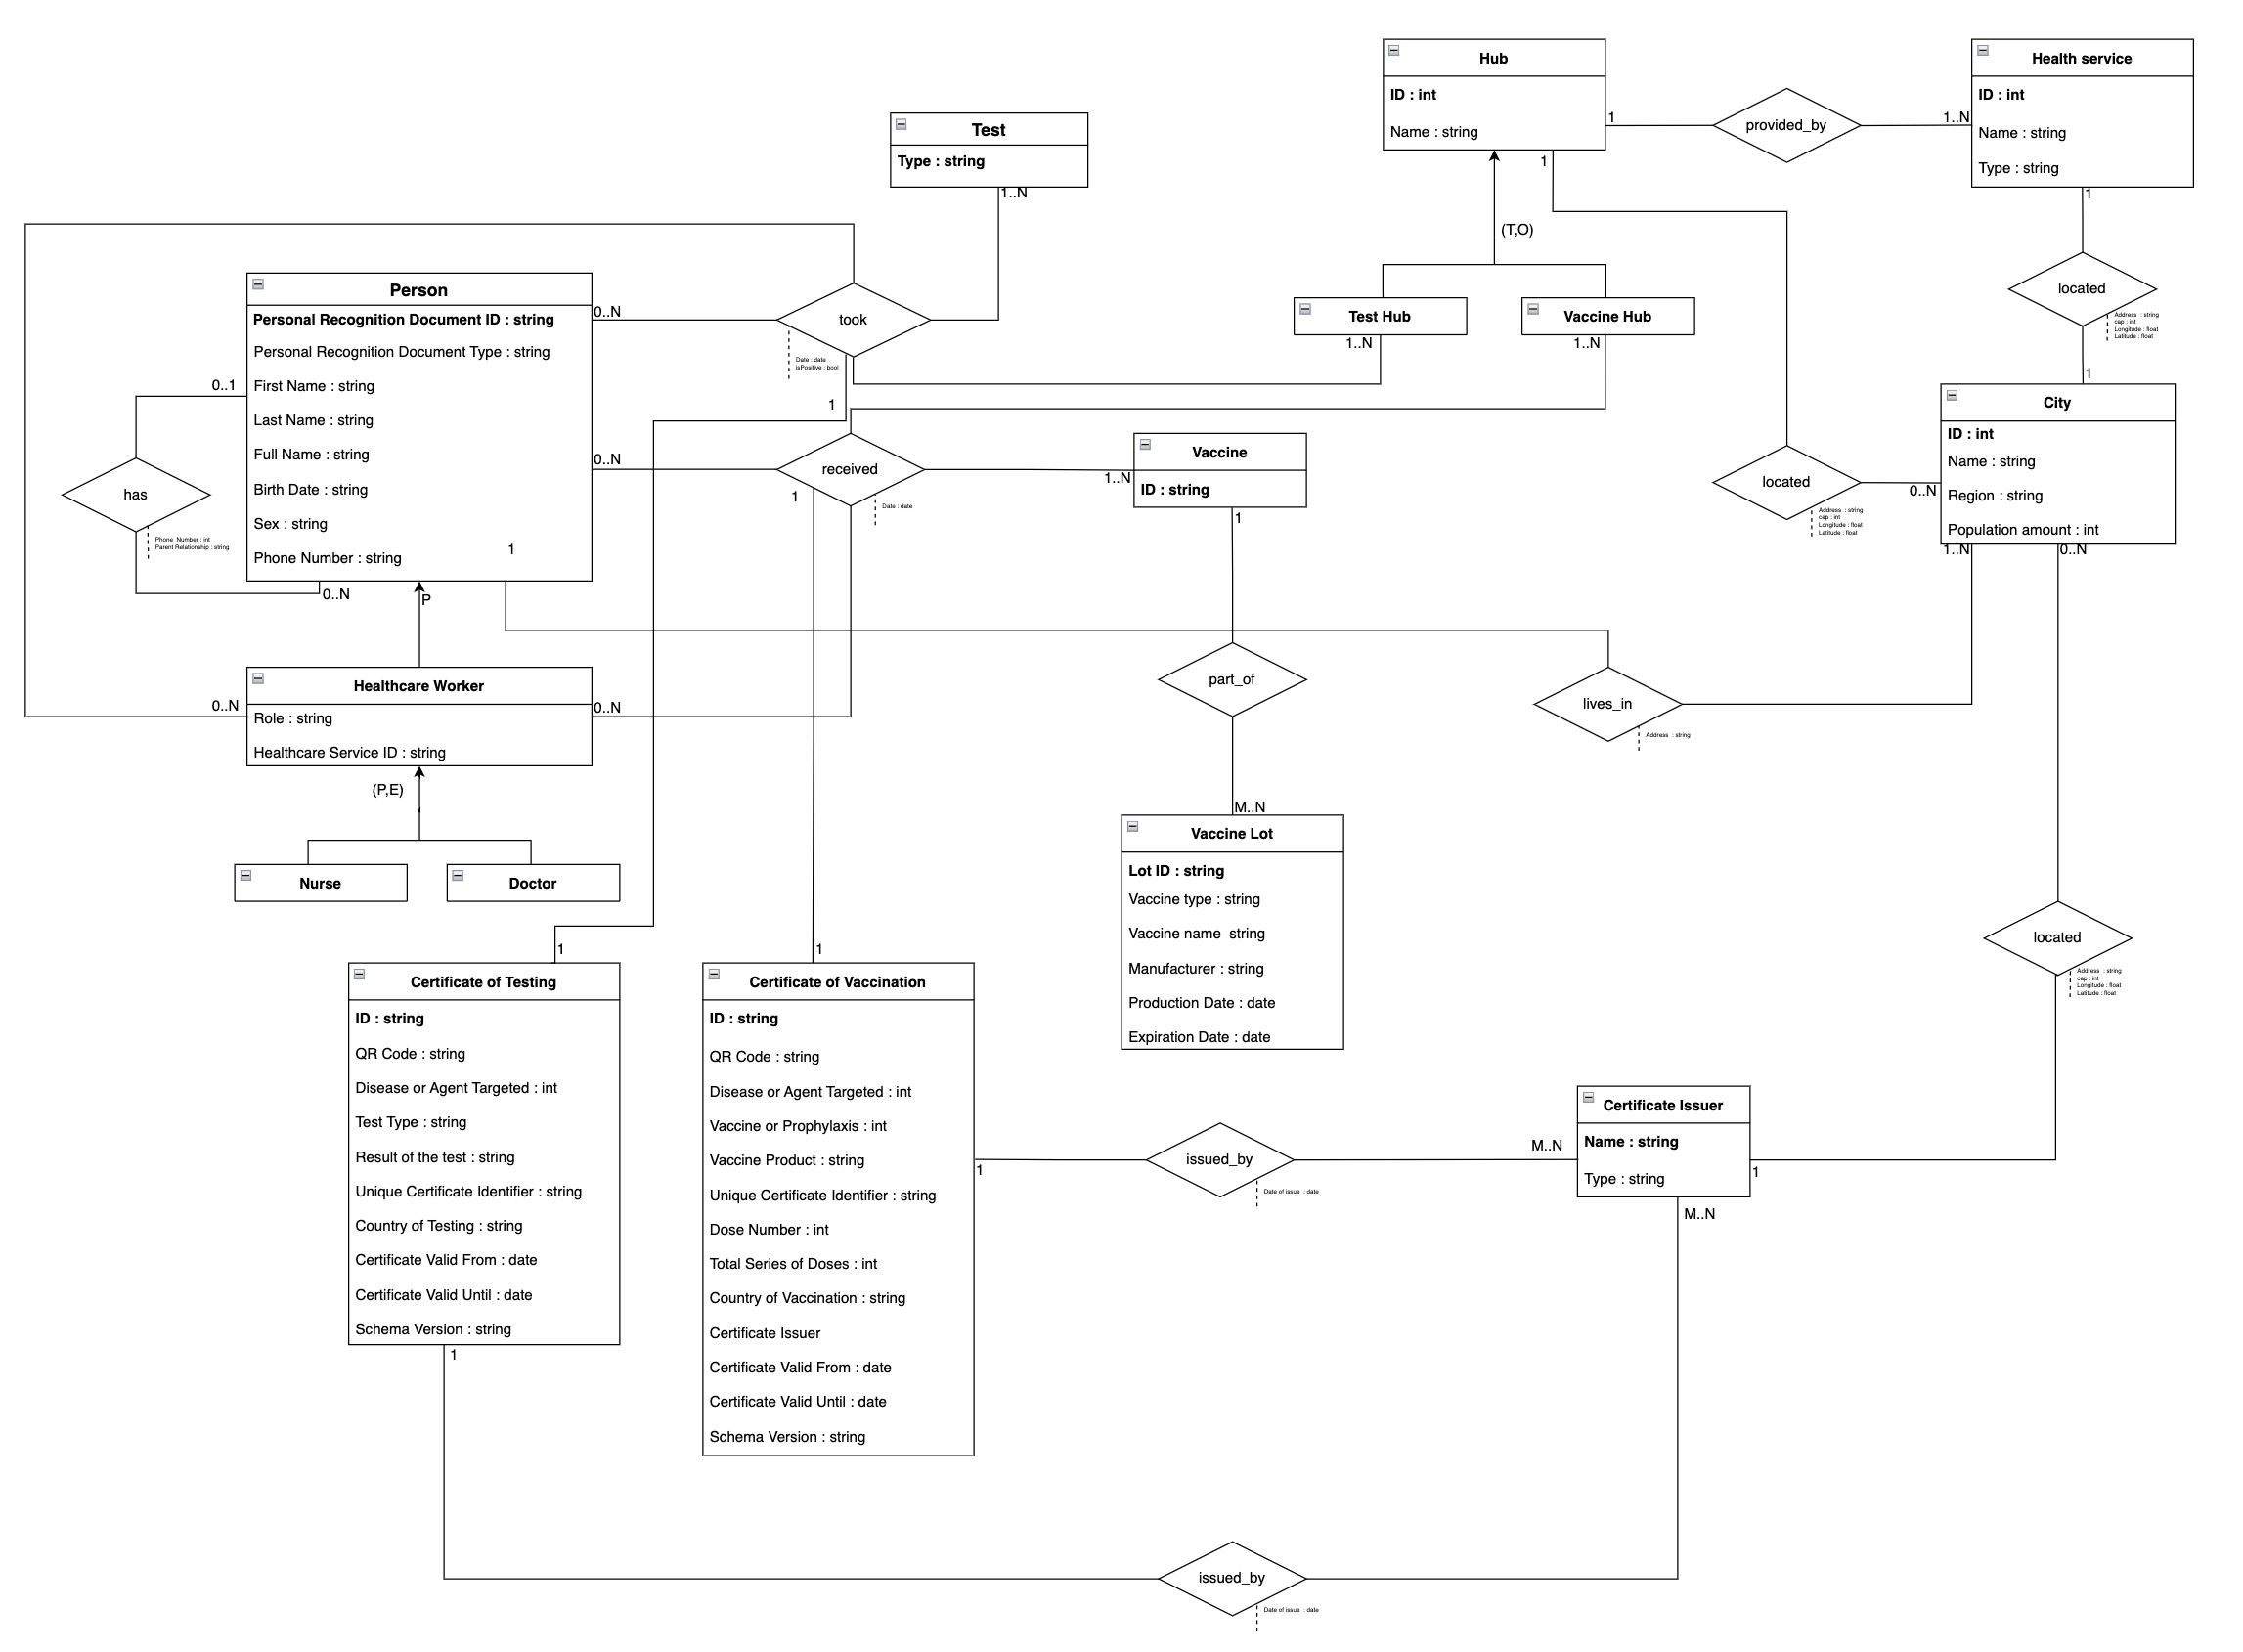 Hub
ID : int
Name : string
1
provided_by
1..N
Health service
ID : int
Name : string
Type : string
1
1
Test
Type : string
1..N
(T,O)
located
Address : string
cap : int
Longitude : float
Latitude : float
1
Test Hub
1..N
Vaccine Hub
1..N
Person
Personal Recognition Document ID : string
Personal Recognition Document Type : string
First Name : string
Last Name : string
Full Name : string
Birth Date : string
Sex : string
Phone Number : string
0..N
took
Date : date
isPositive : bool
1
0..1
has
Phone Number : int
Parent Relationship : string
0..N
1
P
0..N
received
1
Date : date
1..N
Vaccine
ID : string
1
City
ID : int
Name : string
Region : string
Population amount : int
located
0..N
Address : string
cap : int
Longitude : float
Latitude : float
1..N
0..N
part_of
lives_in
Address : string
Healthcare Worker
Role : string
Healthcare Service ID : string
0..N
0..N
(P,E)
Nurse
Doctor
M..N
Vaccine Lot
Lot ID : string
Vaccine type : string
Vaccine name string
Manufacturer : string
Production Date : date
Expiration Date : date
located
Address : string
cap : int
Longitude : float
Latitude : float
1
Certificate of Testing
ID : string
QR Code : string
Disease or Agent Targeted : int
Test Type : string
Result of the test : string
Unique Certificate Identifier : string
Country of Testing : string
Certificate Valid From : date
Certificate Valid Until : date
Schema Version : string
1
1
Certificate of Vaccination
ID : string
QR Code : string
Disease or Agent Targeted : int
Vaccine or Prophylaxis : int
Vaccine Product : string
Unique Certificate Identifier : string
Dose Number : int
Total Series of Doses : int
Country of Vaccination : string
Certificate Issuer
Certificate Valid From : date
Certificate Valid Until : date
Schema Version : string
1
issued_by
Date of issue : date
M..N
Certificate Issuer
Name : string
Type : string
1
M..N
issued_by
Date of issue : date